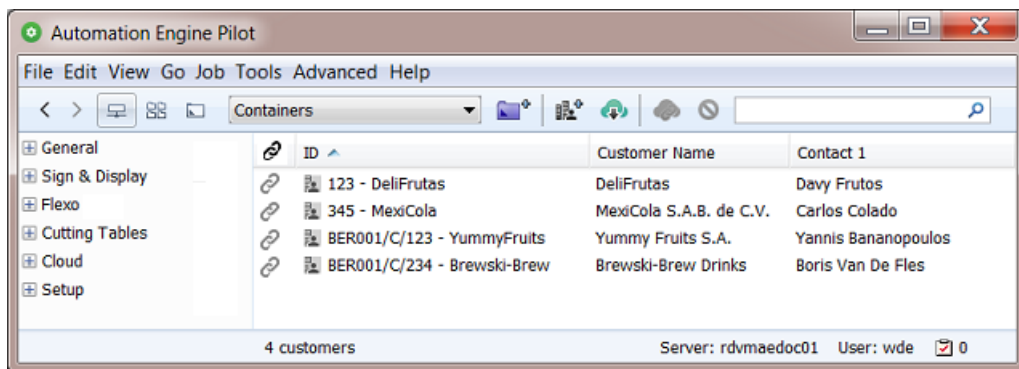 Automation Engine Pilot
File Edit View Go Job Tools Advanced Help
Containers
General
Sign & Display
Flexo
Cutting Tables
Cloud
Setup
ID Customer Name Contact 1
123 - DeliFrutas DeliFrutas Davy Frutos
345 - MexiCola MexiCola S.A.B. de C.V. Carlos Colado
BER001/C/123 - YummyFruits Yummy Fruits S.A. Yannis Bananopoulos
BER001/C/234 - Brewski-Brew Brewski-Brew Drinks Boris Van De Fles
4 customers Server: rdvmaedoc01 User: wde 0